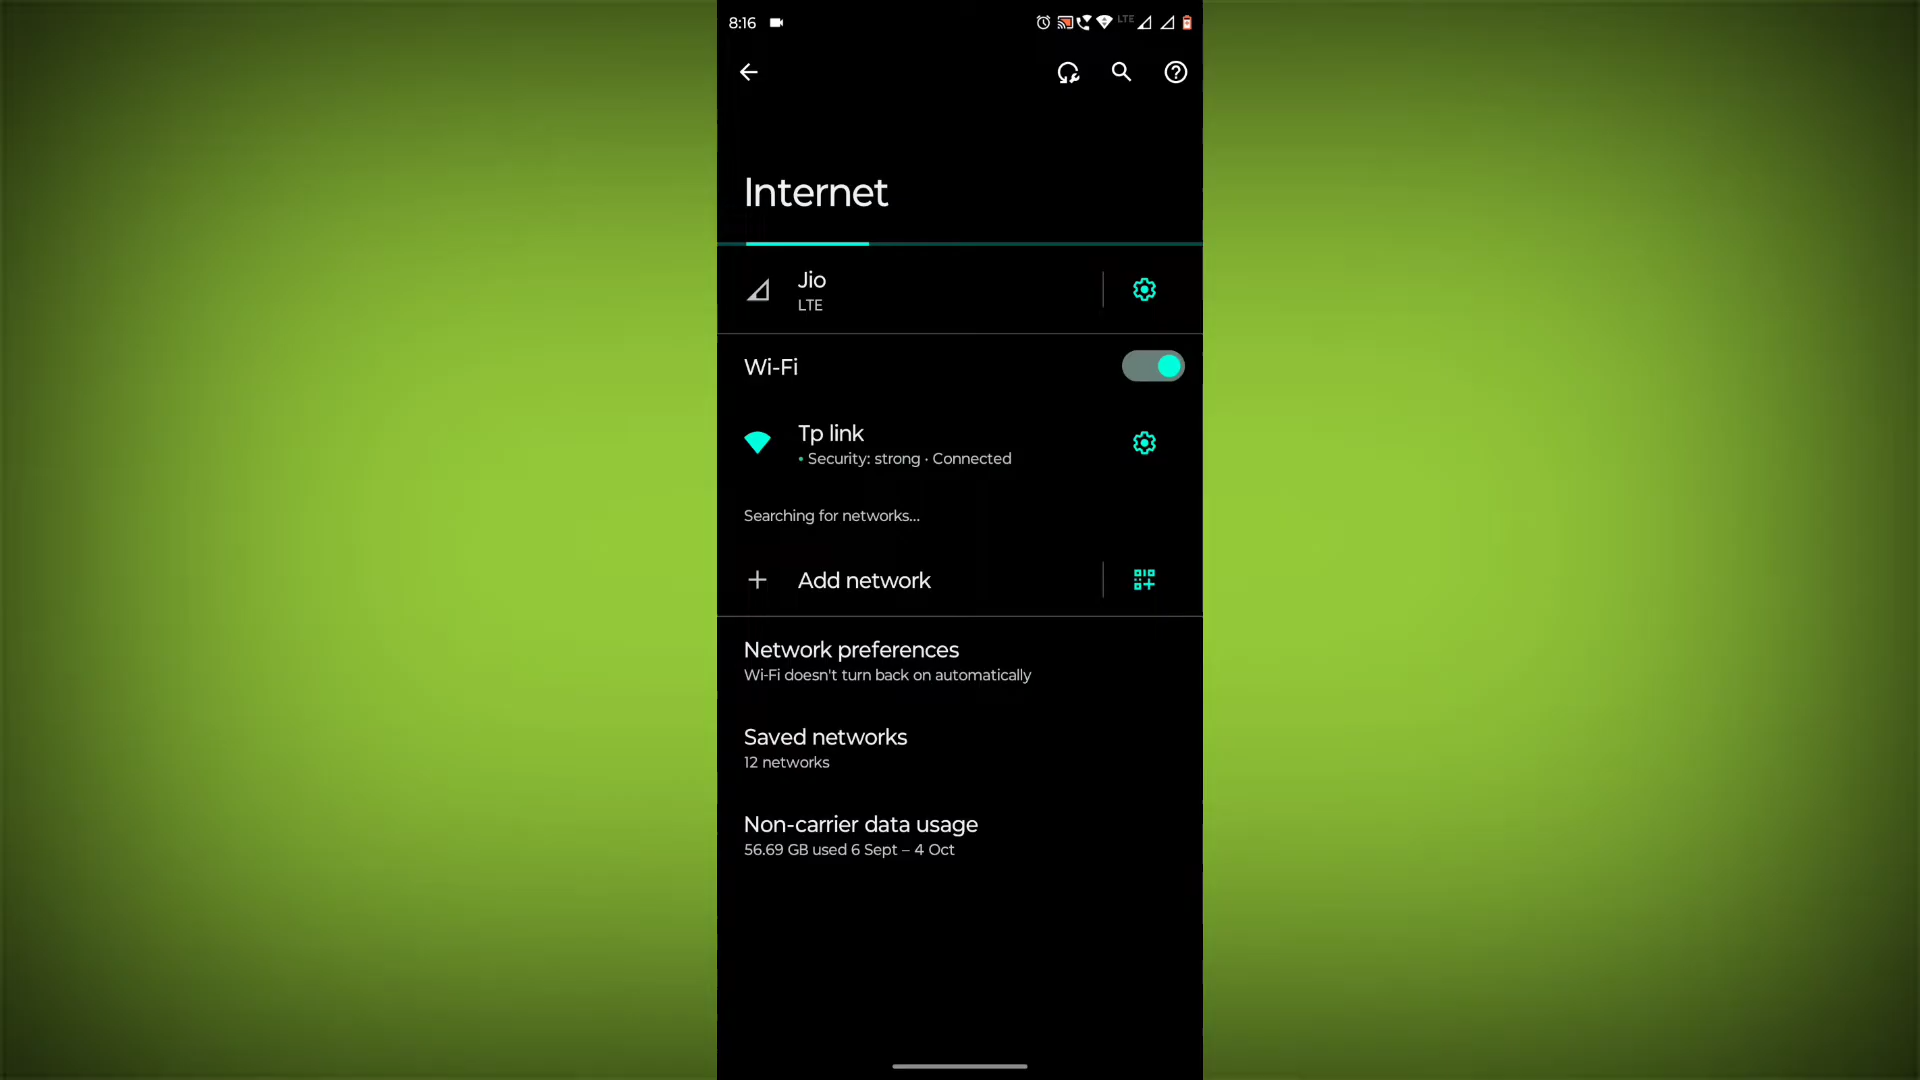 8:16
LTE
Internet
Jio
LTE
Wi-Fi
Tp link
• Security: strong · Connected
Searching for networks...
Add network
Network preferences
Wi-Fi doesn't turn back on automatically
Saved networks
12 networks
Non-carrier data usage
56.69 GB used 6 Sept – 4 Oct